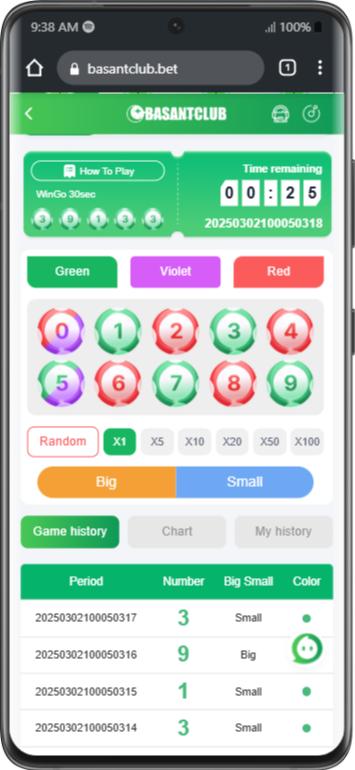 9:38 AM 100%
basantclub.bet 1
BASANTCLUB
How To Play
Time remaining
WinGo 30sec
0 0 : 2 5
3 9 1 3 3
20250302100050318
Green Violet Red
0 1 2 3 4
5 6 7 8 9
Random X1 X5 X10 X20 X50 X100
Big Small
Game history Chart My history
Period Number Big Small Color
20250302100050317 3 Small
20250302100050316 9 Big
20250302100050315 1 Small
20250302100050314 3 Small